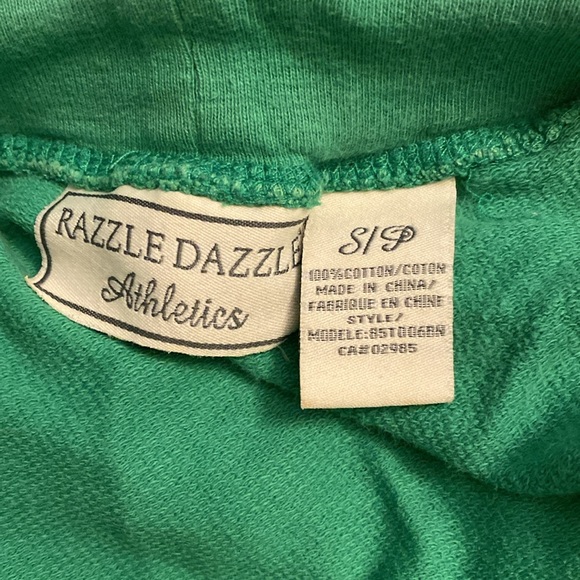 RAZZLE DAZZLE
Athletics
S/P
100%COTTON/COTON
MADE IN CHINA/
FABRIQUE EN CHINE
STYLE/
MODELE:85T006BN
CA#02985